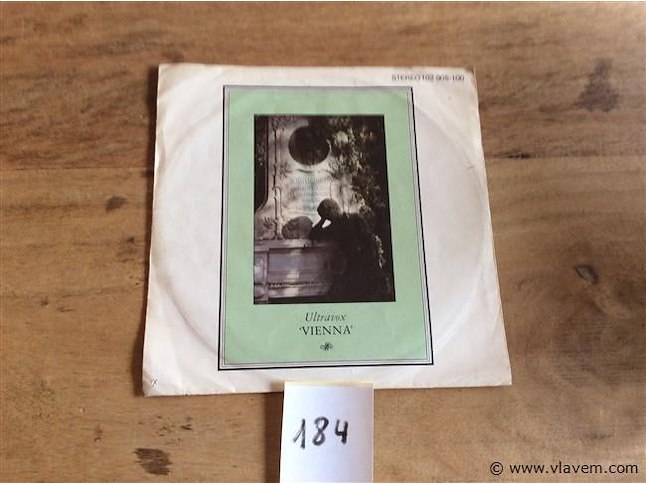 STEREO 102 905-100
Ultravox
'VIENNA'
184
© www.vlavem.com